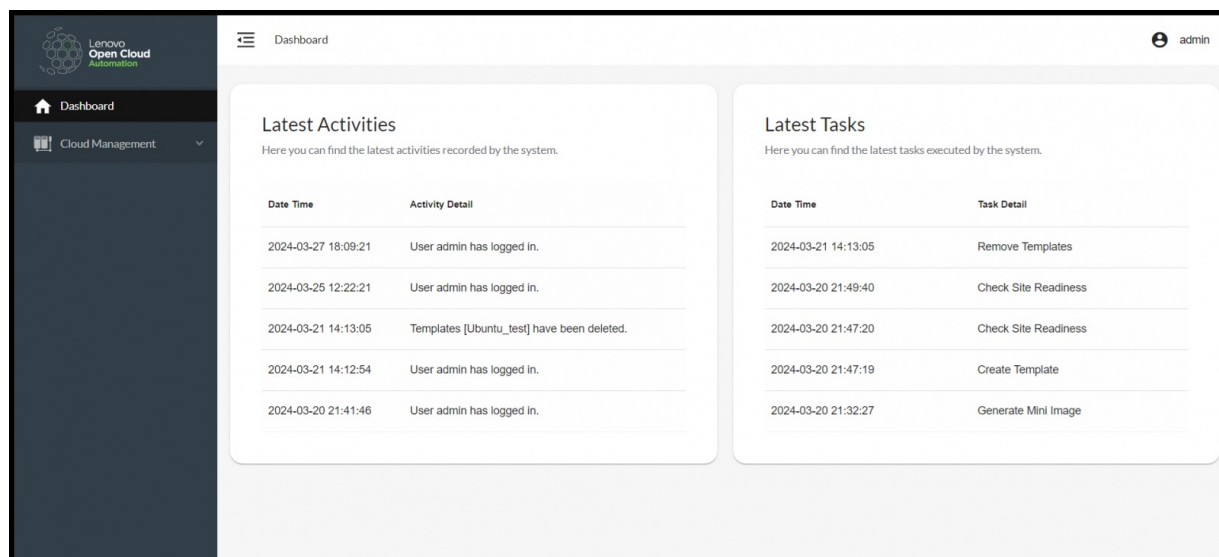 Lenovo
Open Cloud
Automation
Dashboard
admin
Dashboard
Cloud Management
Latest Activities
Here you can find the latest activities recorded by the system.
Date Time Activity Detail
2024-03-27 18:09:21 User admin has logged in.
2024-03-25 12:22:21 User admin has logged in.
2024-03-21 14:13:05 Templates [Ubuntu_test] have been deleted.
2024-03-21 14:12:54 User admin has logged in.
2024-03-20 21:41:46 User admin has logged in.
Latest Tasks
Here you can find the latest tasks executed by the system.
Date Time Task Detail
2024-03-21 14:13:05 Remove Templates
2024-03-20 21:49:40 Check Site Readiness
2024-03-20 21:47:20 Check Site Readiness
2024-03-20 21:47:19 Create Template
2024-03-20 21:32:27 Generate Mini Image